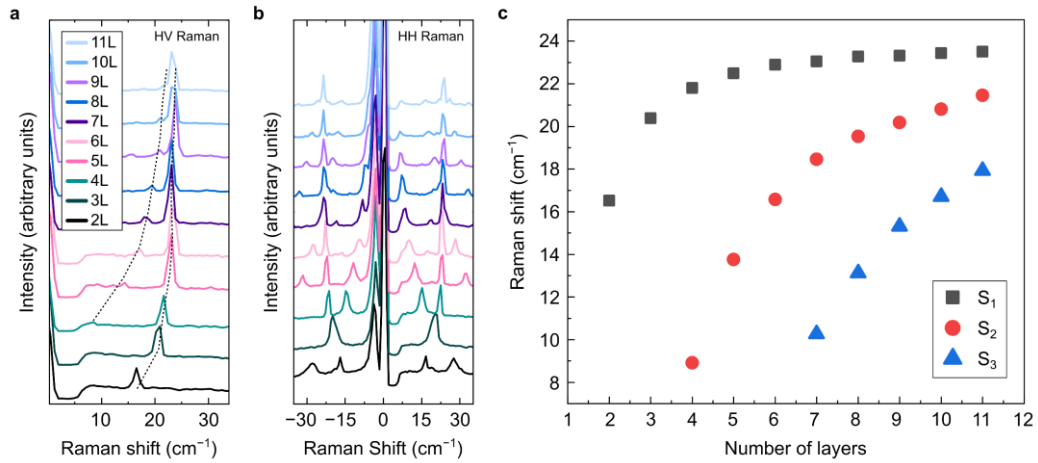 a
HV Raman
11L
10L
9L
8L
7L
6L
5L
4L
3L
2L
Intensity (arbitrary units)
10 20 30
Raman shift (cm⁻¹)
b
HH Raman
Intensity (arbitrary units)
−30 −15 0 15 30
Raman Shift (cm⁻¹)
c
24
22
20
18
16
14
12
10
8
Raman shift (cm⁻¹)
S₁
S₂
S₃
1 2 3 4 5 6 7 8 9 10 11 12
Number of layers